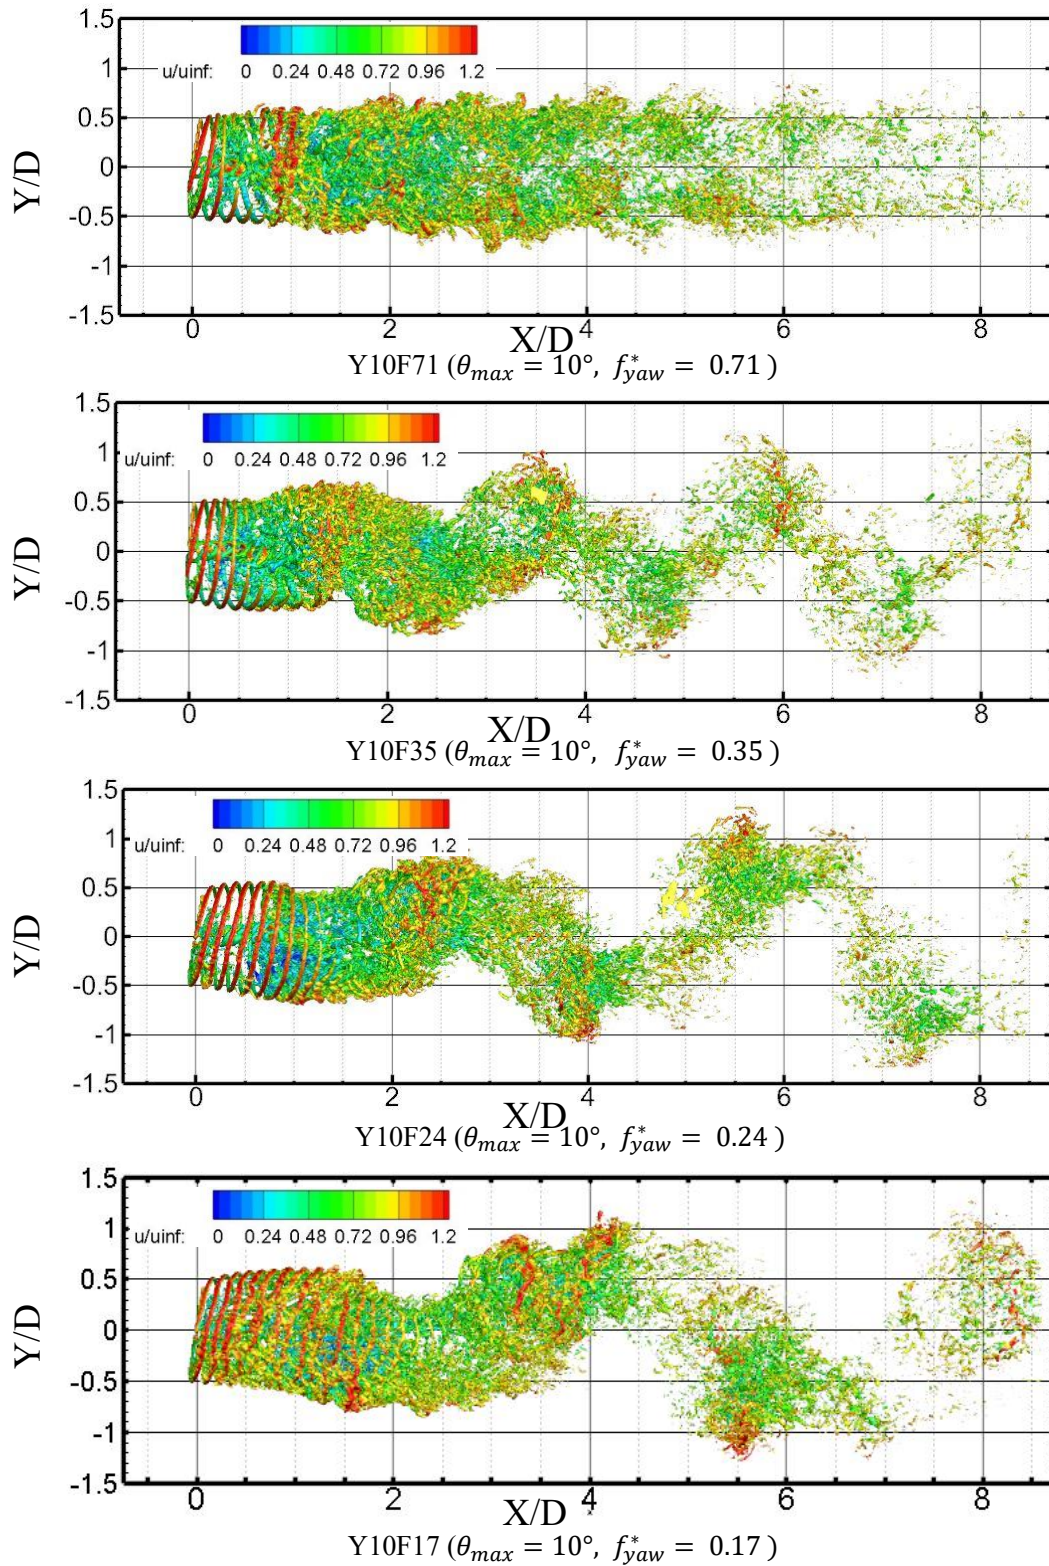 1.5
u/uinf: 0 0.24 0.48 0.72 0.96 1.2
1
0.5
Y/D
0
-0.5
-1
-1.5
0 2 4 6 8
X/D
Y10F71 (θmax = 10°, f*yaw = 0.71 )
1.5
1
u/uinf: 0 0.24 0.48 0.72 0.96 1.2
0.5
Y/D
0
-0.5
-1
-1.5
0 2 4 6 8
X/D
Y10F35 (θmax = 10°, f*yaw = 0.35 )
1.5
1
u/uinf: 0 0.24 0.48 0.72 0.96 1.2
0.5
Y/D
0
-0.5
-1
-1.5
0 2 4 6 8
X/D
Y10F24 (θmax = 10°, f*yaw = 0.24 )
1.5
1
u/uinf: 0 0.24 0.48 0.72 0.96 1.2
0.5
Y/D
0
-0.5
-1
-1.5
0 2 4 6 8
X/D
Y10F17 (θmax = 10°, f*yaw = 0.17 )